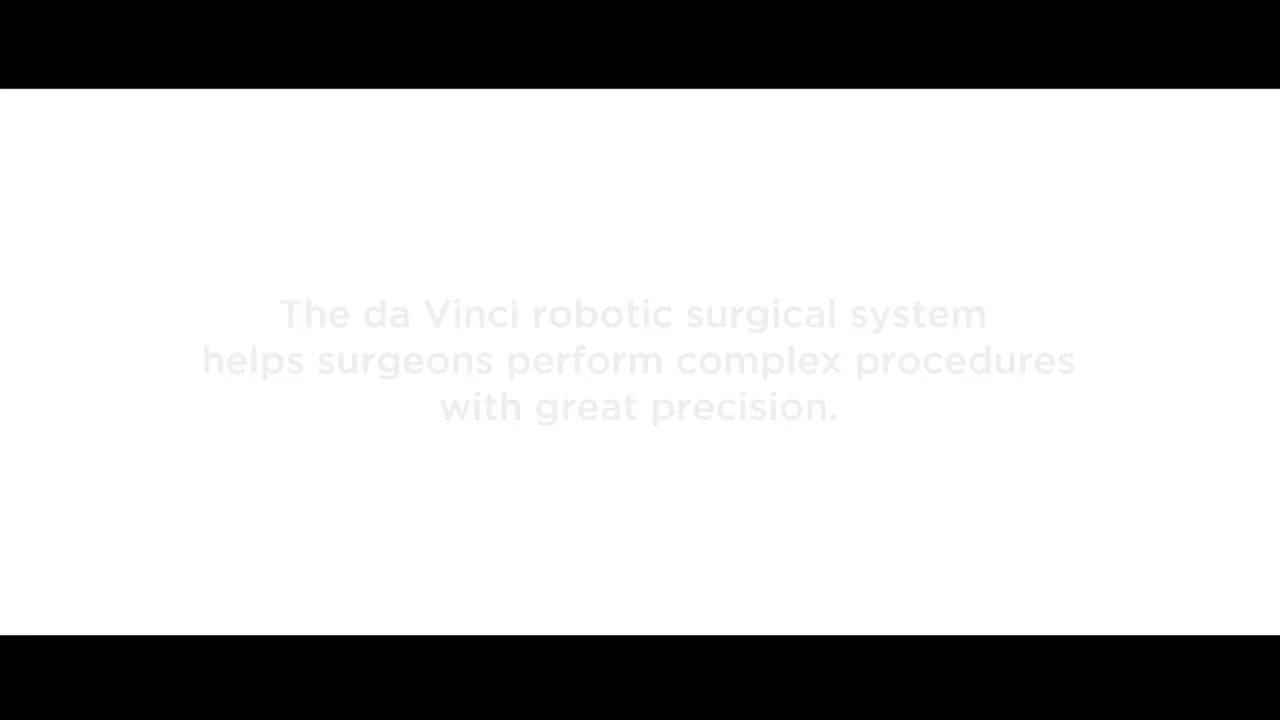 The da Vinci robotic surgical system
helps surgeons perform complex procedures
with great precision.